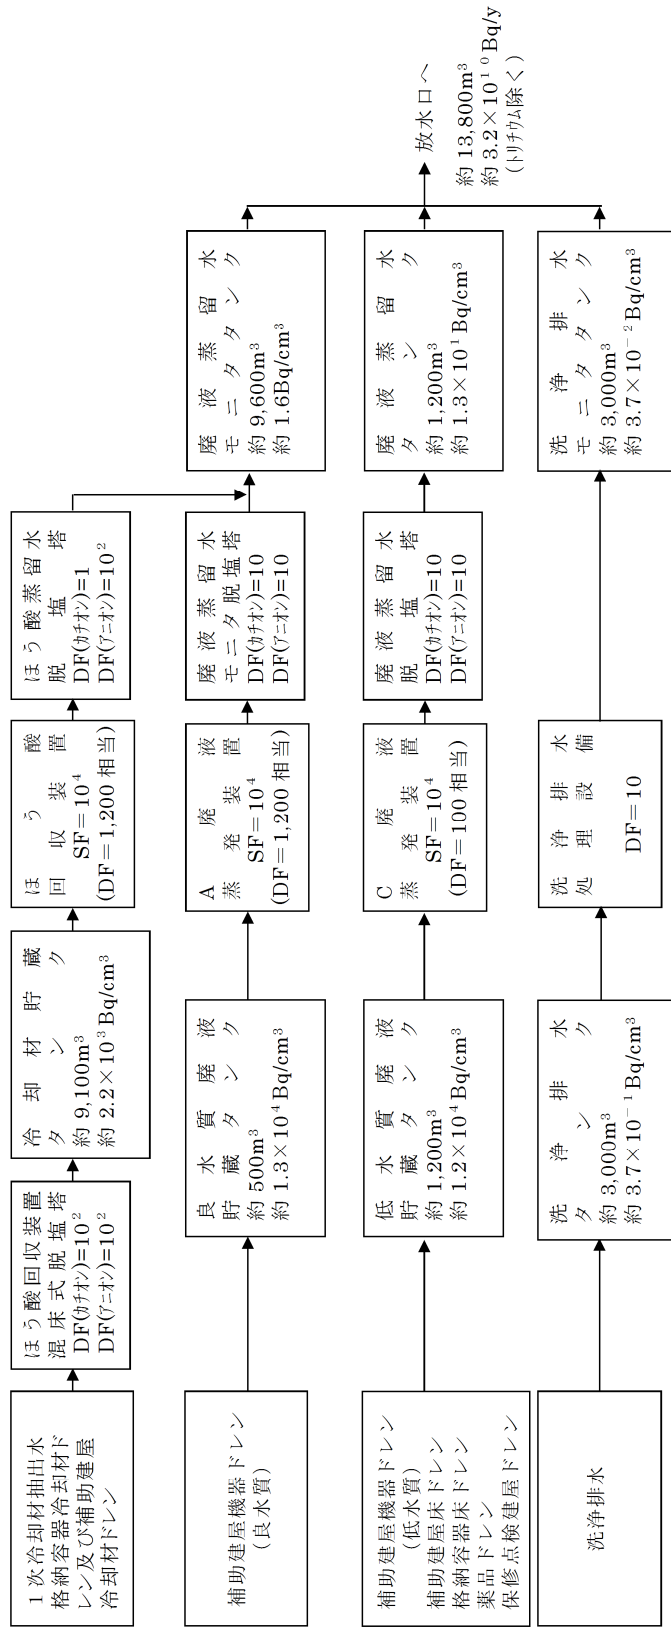 １次冷却材抽出水
格納容器冷却材ド
レン及び補助建屋
冷却材ドレン
ほう酸回収装置
混床式脱塩塔
DF(ｶﾁｵﾝ)=10²
DF(ｱﾆｵﾝ)=10²
冷却材貯蔵
タンク
約 9,100m³
約 2.2×10³Bq/cm³
ほう酸
回収装置
SF＝10⁴
(DF＝1,200 相当)
ほう酸蒸留水
脱塩塔
DF(ｶﾁｵﾝ)=1
DF(ｱﾆｵﾝ)=10²
補助建屋機器ドレン
(良水質)
良水質廃液
貯蔵タンク
約 500m³
約 1.3×10⁴Bq/cm³
A廃液
蒸発装置
SF＝10⁴
(DF＝1,200 相当)
廃液蒸留水
モニタ脱塩塔
DF(ｶﾁｵﾝ)=10
DF(ｱﾆｵﾝ)=10
廃液蒸留水
モニタタンク
約 9,600m³
約 1.6Bq/cm³
補助建屋機器ドレン
(低水質)
補助建屋床ドレン
格納容器床ドレン
薬品ドレン
保修点検建屋ドレン
低水質廃液
貯蔵タンク
約 1,200m³
約 1.2×10⁴Bq/cm³
C廃液
蒸発装置
SF＝10⁴
(DF＝100 相当)
廃液蒸留水
脱塩塔
DF(ｶﾁｵﾝ)=10
DF(ｱﾆｵﾝ)=10
廃液蒸留水
タンク
約 1,200m³
約 1.3×10¹Bq/cm³
洗浄排水
洗浄排水
タンク
約 3,000m³
約 3.7×10⁻¹Bq/cm³
洗浄排水
処理設備
DF＝10
洗浄排水
モニタタンク
約 3,000m³
約 3.7×10⁻²Bq/cm³
放水口へ
約 13,800m³
約 3.2×10¹⁰Bq/y
(ﾄﾘﾁｳﾑ除く)